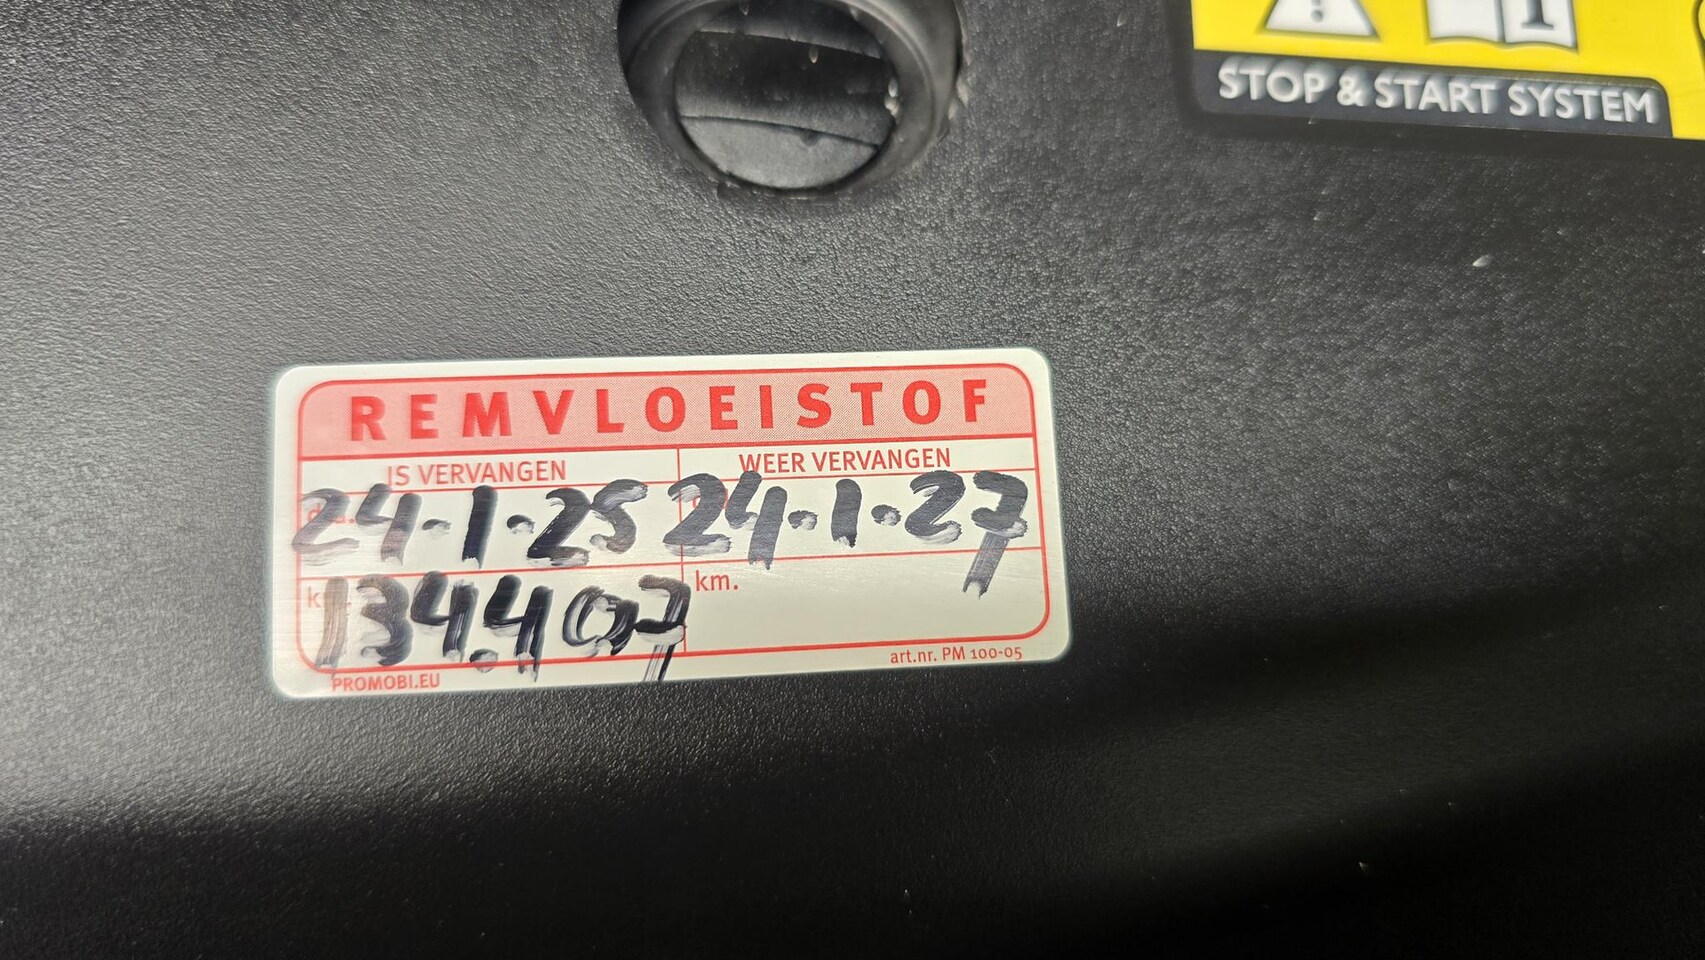 STOP & START SYSTEM
REMVLOEISTOF
IS VERVANGEN WEER VERVANGEN
24-1-25 24-1-27
km.
134.407
art.nr. PM 100-05
PROMOBI.EU